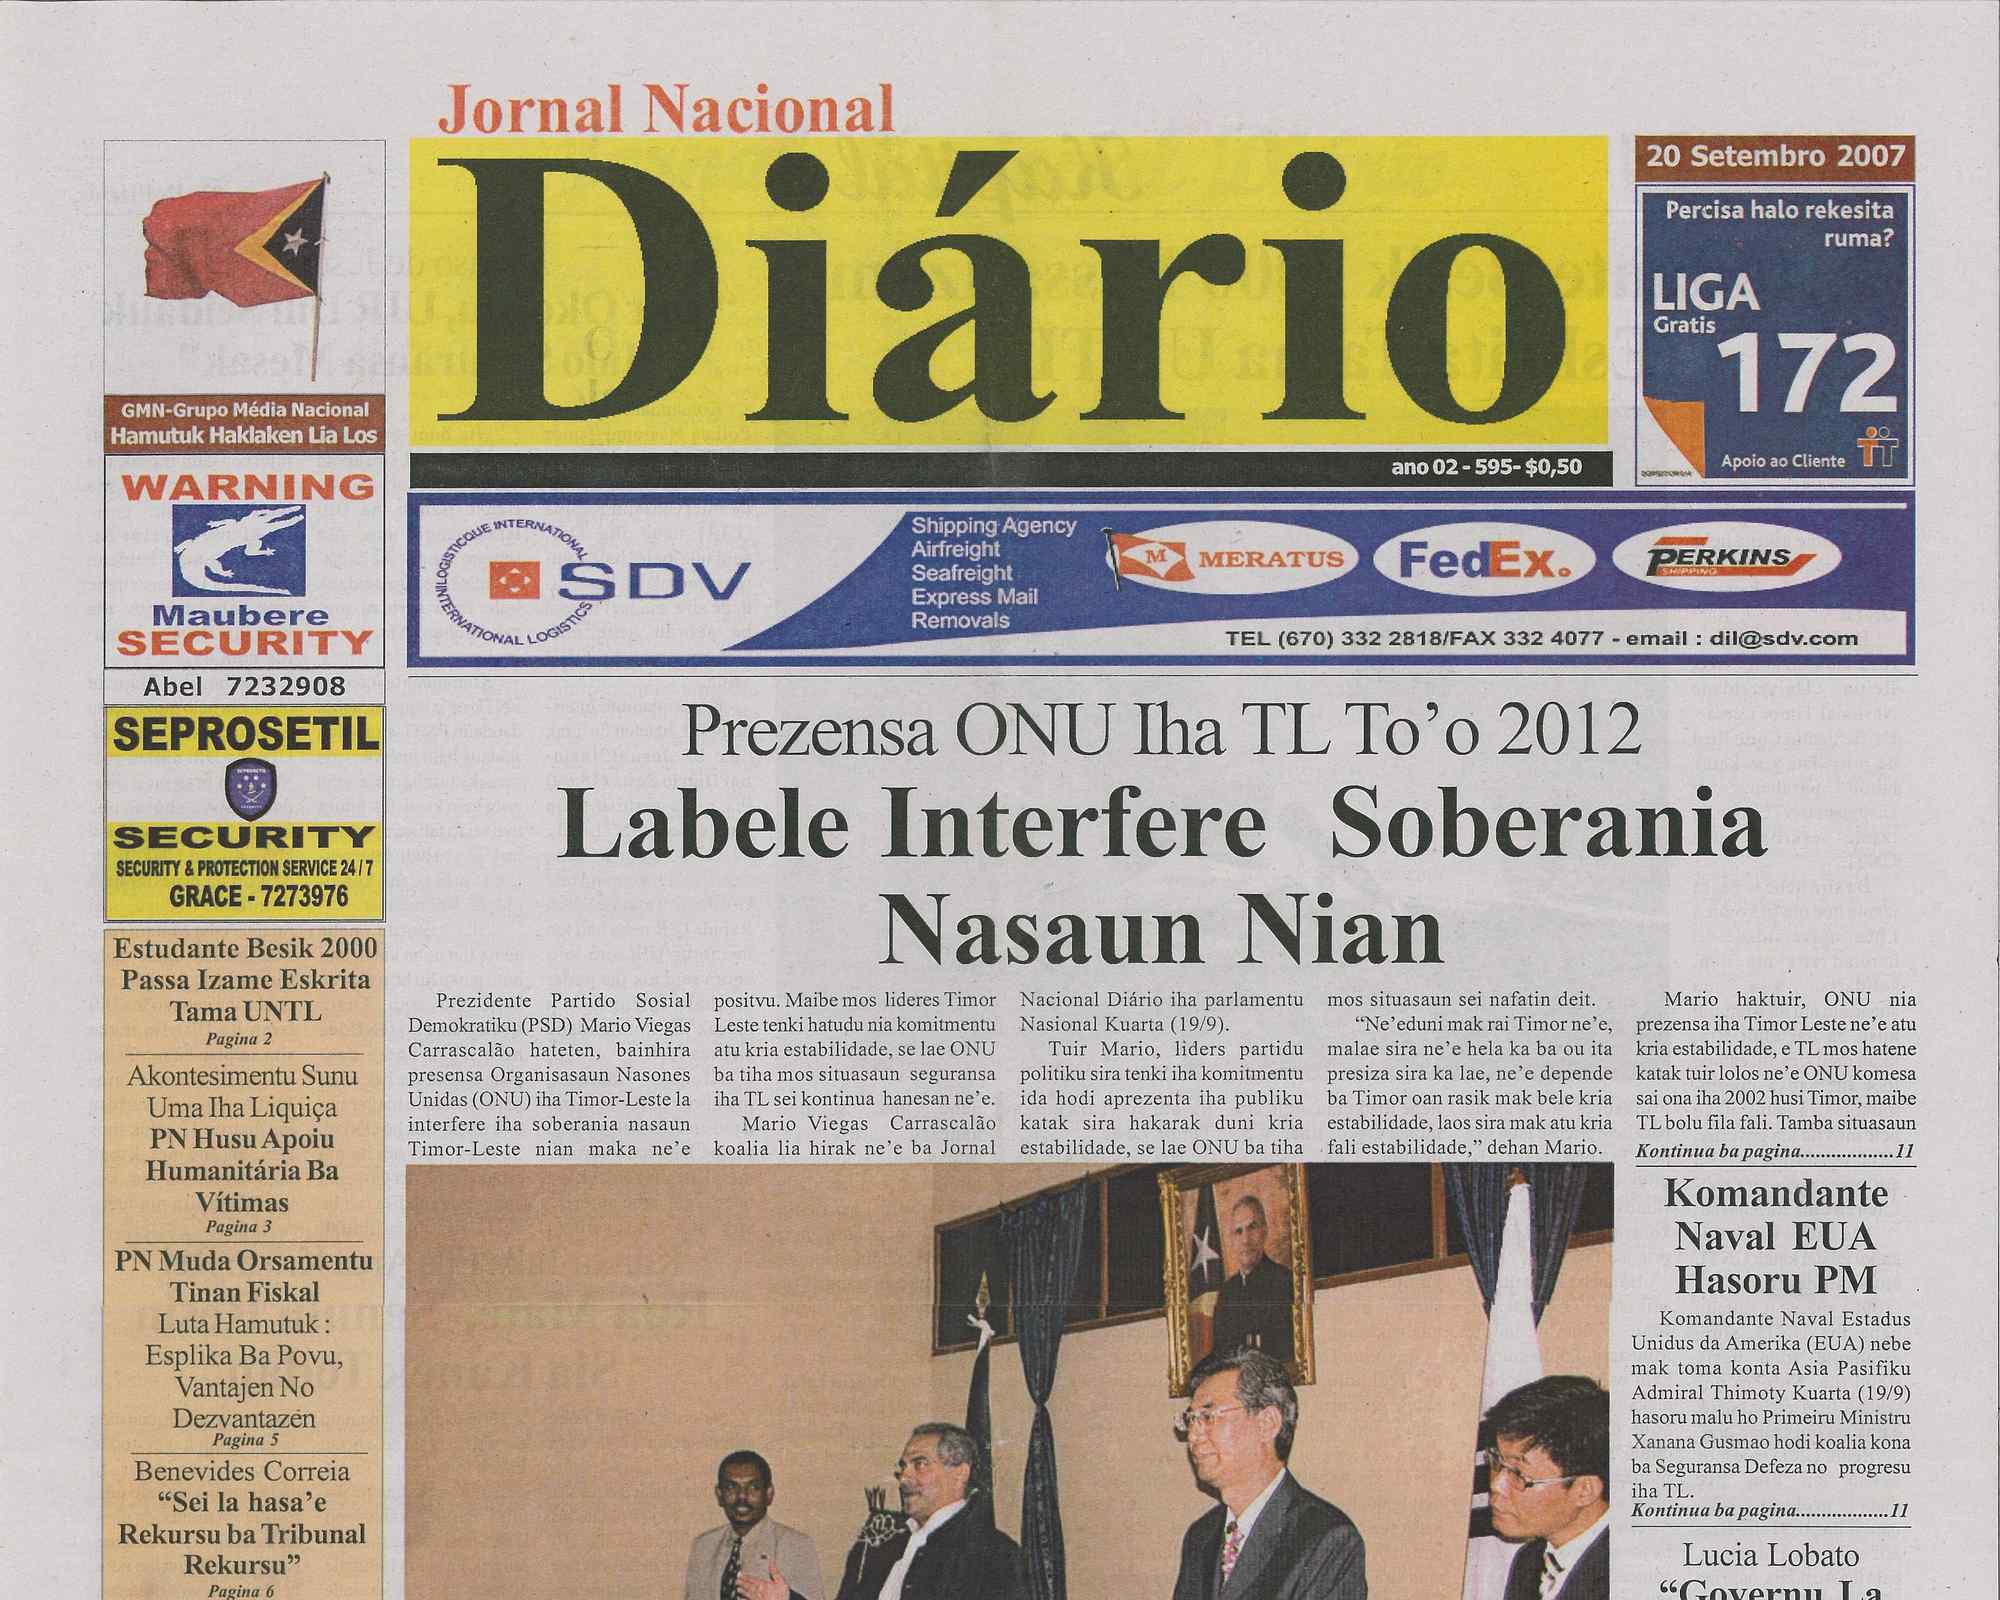 Jornal Nacional
Diário
20 Setembro 2007
Percisa halo rekesita
ruma?
LIGA
Gratis
172
Apoio ao Cliente
ano 02 - 595- $0,50
GMN-Grupo Média Nacional
Hamutuk Haklaken Lia Los
WARNING
Maubere
SECURITY
Abel 7232908
SEPROSETIL
SECURITY
SECURITY & PROTECTION SERVICE 24/7
GRACE - 7273976
SDV
INTERNATIONAL LOGISTICS
Shipping Agency
Airfreight
Seafreight
Express Mail
Removals
M MERATUS
FedEx.
PERKINS
SHIPPING
TEL (670) 332 2818/FAX 332 4077 - email : dil@sdv.com
Estudante Besik 2000
Passa Izame Eskrita
Tama UNTL
Pagina 2
Akontesimentu Sunu
Uma Iha Liquiça
PN Husu Apoiu
Humanitária Ba
Vítimas
Pagina 3
PN Muda Orsamentu
Tinan Fiskal
Luta Hamutuk :
Esplika Ba Povu,
Vantajen No
Dezvantazen
Pagina 5
Benevides Correia
“Sei la hasa’e
Rekursu ba Tribunal
Rekursu”
Pagina 6
Prezensa ONU Iha TL To’o 2012
Labele Interfere Soberania
Nasaun Nian
Prezidente Partido Sosial
Demokratiku (PSD) Mario Viegas
Carrascalão hateten, bainhira
presensa Organisasaun Nasones
Unidas (ONU) iha Timor-Leste la
interfere iha soberania nasaun
Timor-Leste nian maka ne’e
positvu. Maibe mos lideres Timor
Leste tenki hatudu nia komitmentu
atu kria estabilidade, se lae ONU
ba tiha mos situasaun seguransa
iha TL sei kontinua hanesan ne’e.
Mario Viegas Carrascalão
koalia lia hirak ne’e ba Jornal
Nacional Diário iha parlamentu
Nasional Kuarta (19/9).
Tuir Mario, liders partidu
politiku sira tenki iha komitmentu
ida hodi aprezenta iha publiku
katak sira hakarak duni kria
estabilidade, se lae ONU ba tiha
mos situasaun sei nafatin deit.
“Ne’eduni mak rai Timor ne’e,
malae sira ne’e hela ka ba ou ita
presiza sira ka lae, ne’e depende
ba Timor oan rasik mak bele kria
estabilidade, laos sira mak atu kria
fali estabilidade,” dehan Mario.
Mario haktuir, ONU nia
prezensa iha Timor Leste ne’e atu
kria estabilidade, e TL mos hatene
katak tuir lolos ne’e ONU komesa
sai ona iha 2002 husi Timor, maibe
TL bolu fila fali. Tamba situasaun
Kontinua ba pagina..................11
Komandante
Naval EUA
Hasoru PM
Komandante Naval Estadus
Unidus da Amerika (EUA) nebe
mak toma konta Asia Pasifiku
Admiral Thimoty Kuarta (19/9)
hasoru malu ho Primeiru Ministru
Xanana Gusmao hodi koalia kona
ba Seguransa Defeza no progresu
iha TL.
Kontinua ba pagina..................11
Lucia Lobato
“Governu La